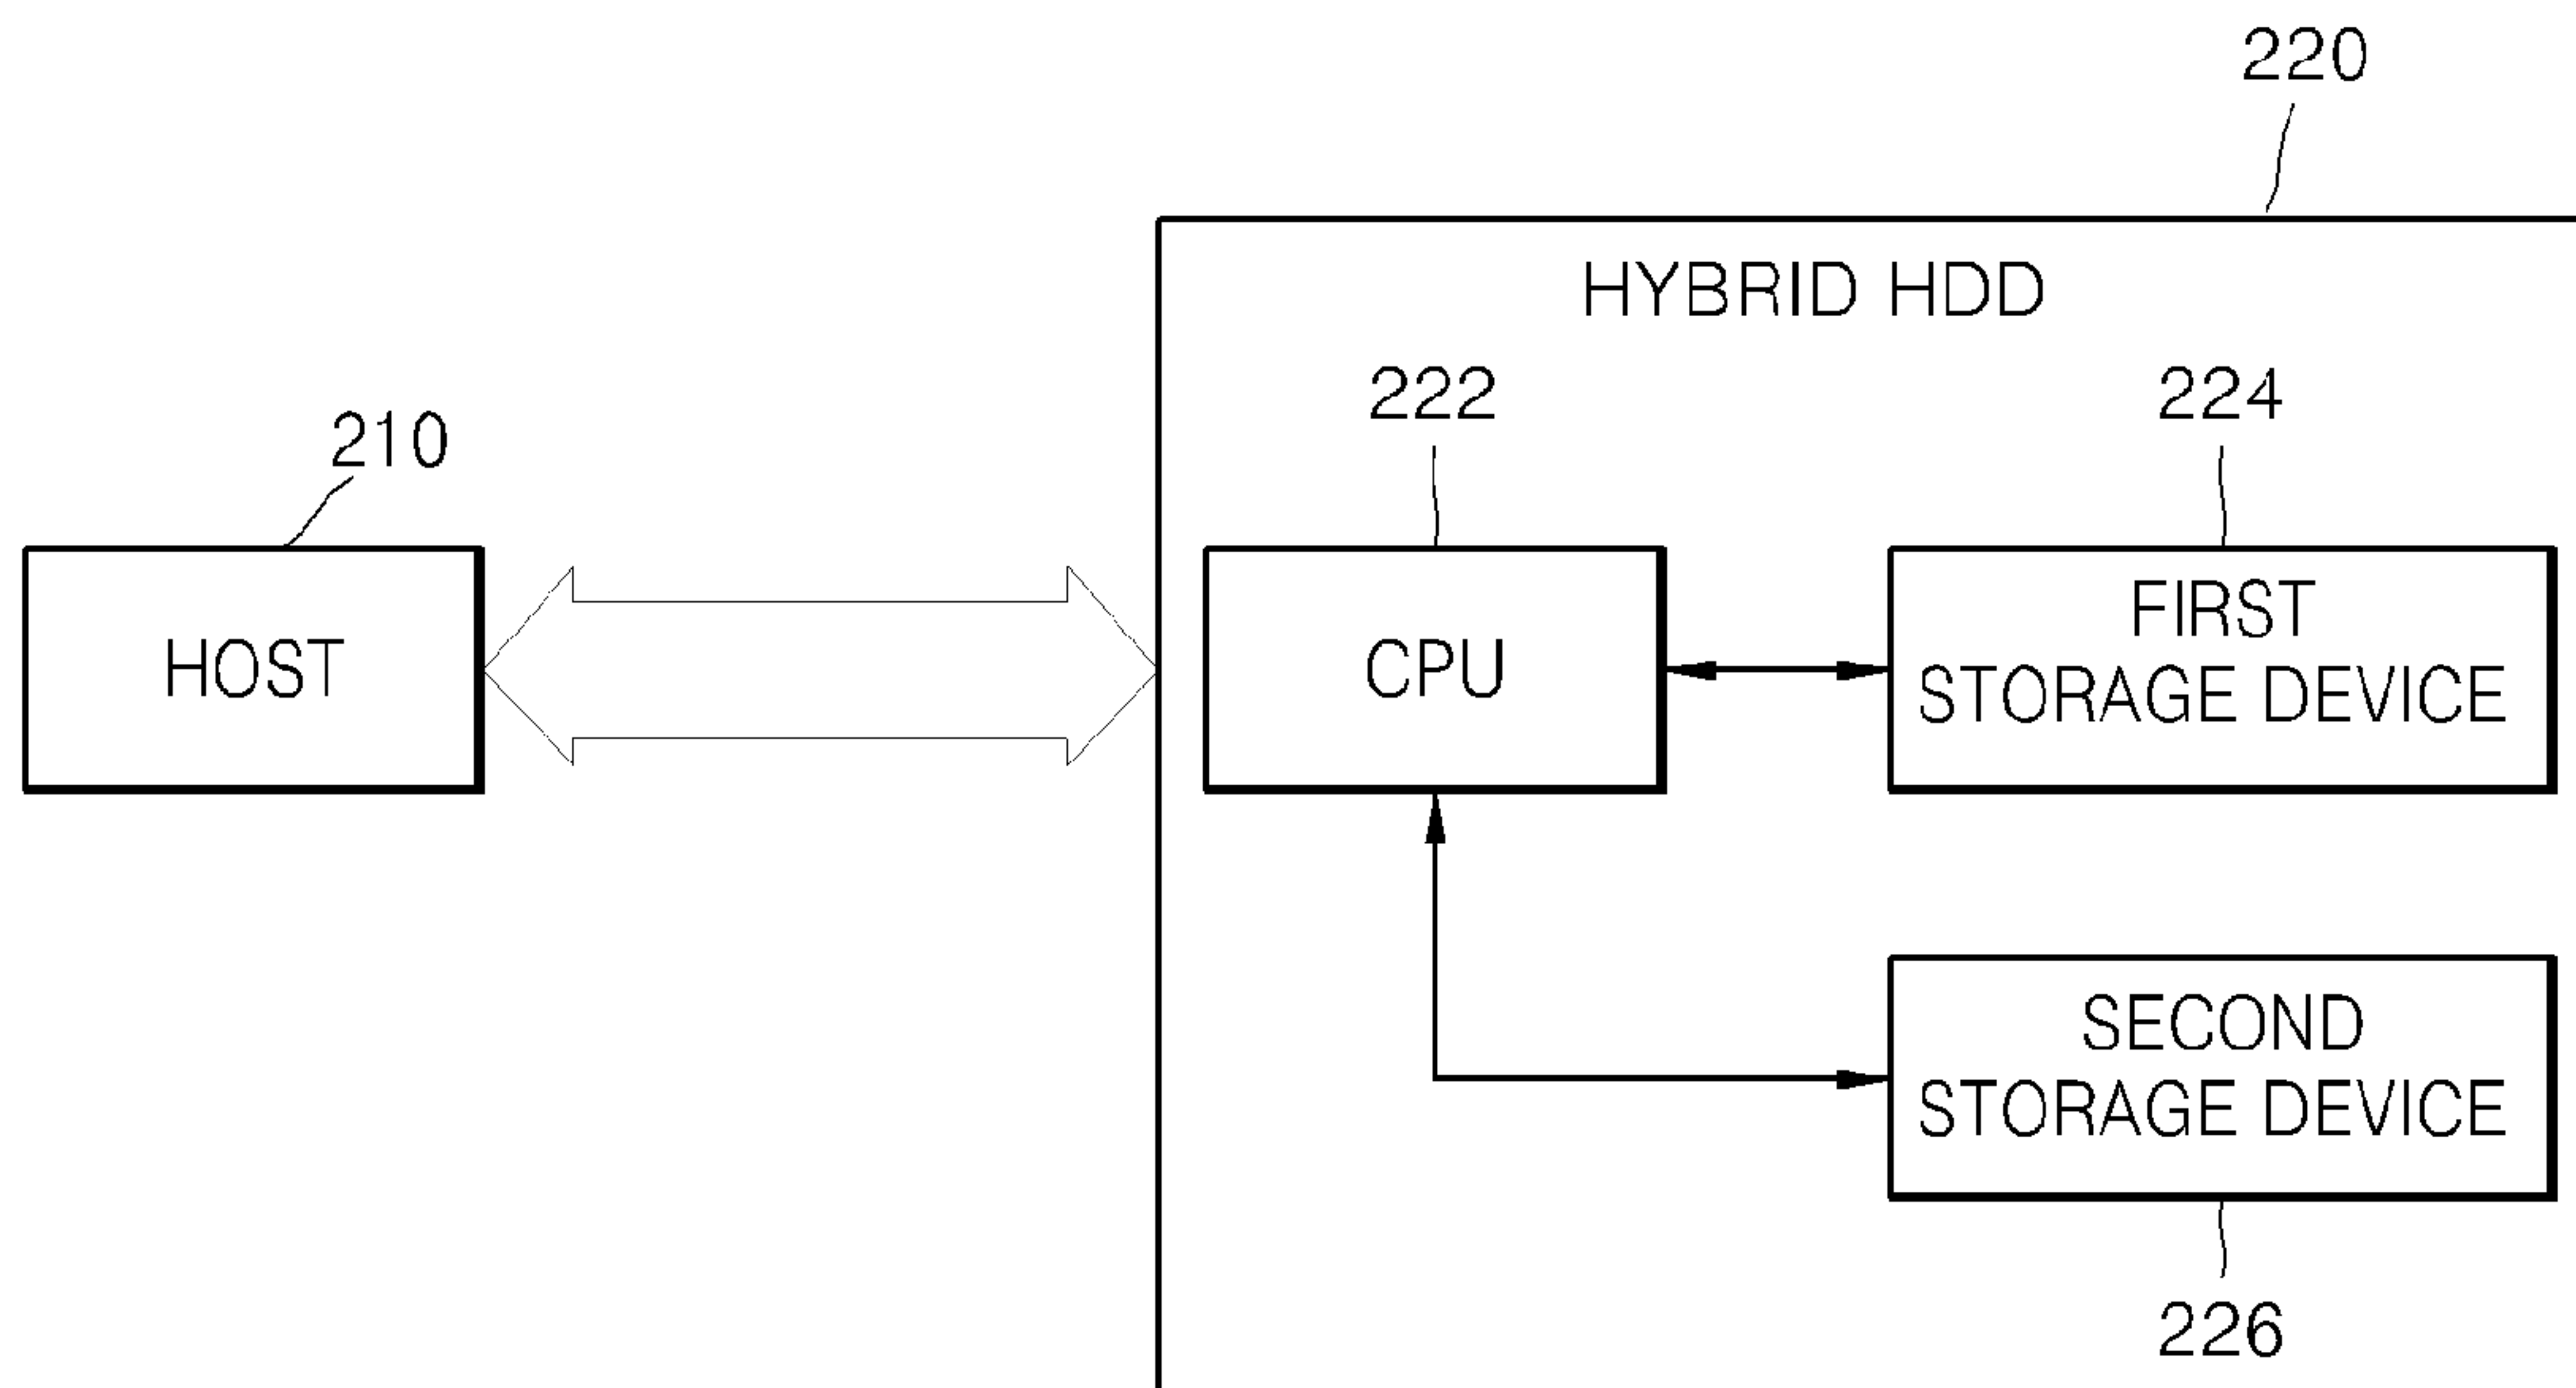 220
HYBRID HDD
222
224
210
HOST
CPU
FIRST
STORAGE DEVICE
SECOND
STORAGE DEVICE
226